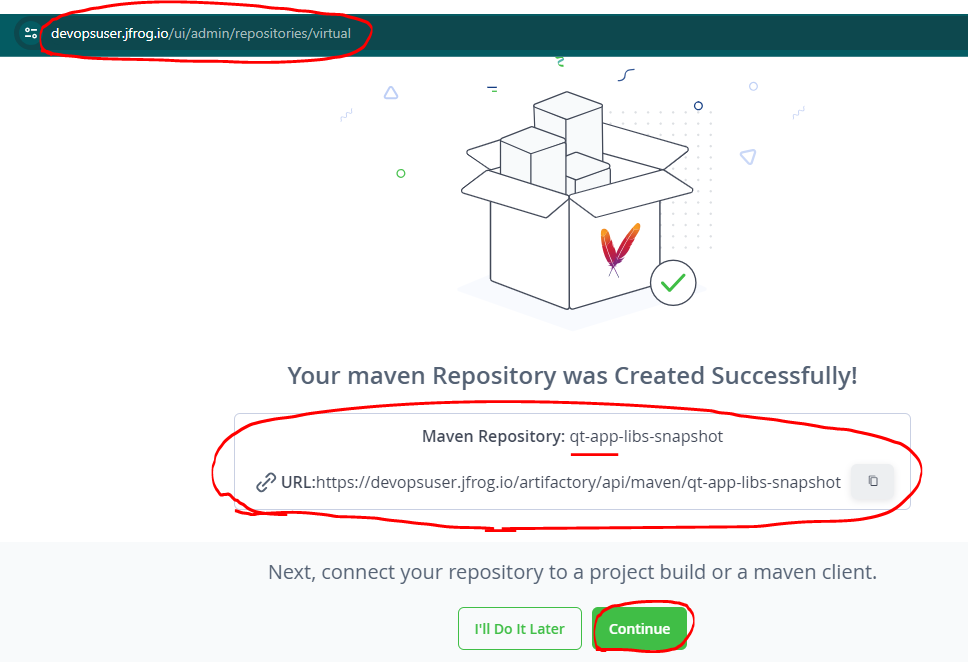 devopsuser.jfrog.io/ui/admin/repositories/virtual
Your maven Repository was Created Successfully!
Maven Repository: qt-app-libs-snapshot
URL:https://devopsuser.jfrog.io/artifactory/api/maven/qt-app-libs-snapshot
Next, connect your repository to a project build or a maven client.
I'll Do It Later
Continue